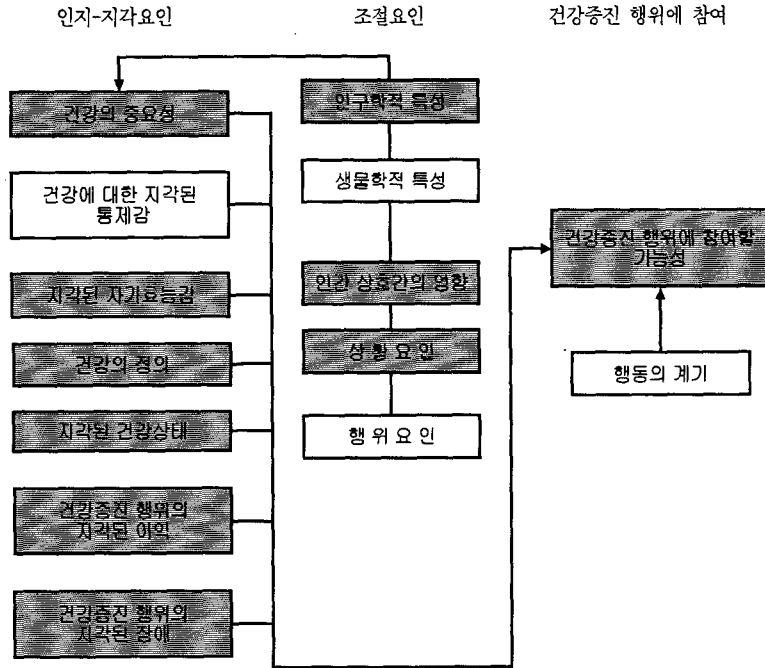 인지-지각요인
조절요인
건강증진 행위에 참여
건강의 중요성
건강에 대한 지각된
통제감
지각된 자기효능감
건강의 정의
지각된 건강상태
건강증진 행위의
지각된 이익
건강증진 행위의
지각된 장애
인구학적 특성
생물학적 특성
인간 상호간의 영향
상 황 요 인
행 위 요 인
건강증진 행위에 참여할
가능성
행동의 계기